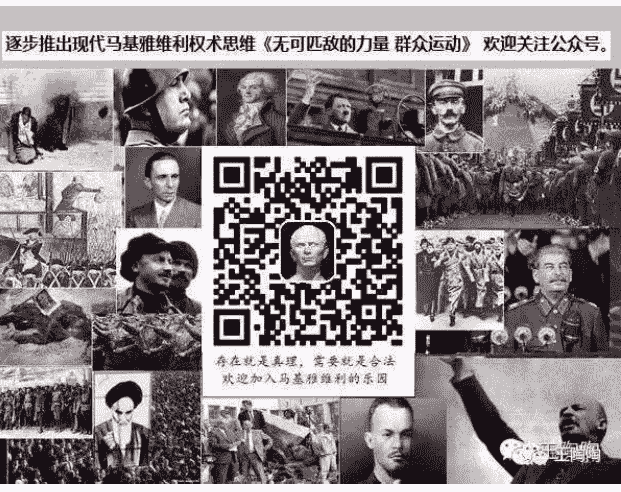 逐步推出现代马基雅维利权术思维《无可匹敌的力量 群众运动》 欢迎关注公众号。
存在就是真理，需要就是合法
欢迎加入马基雅维利的乐园